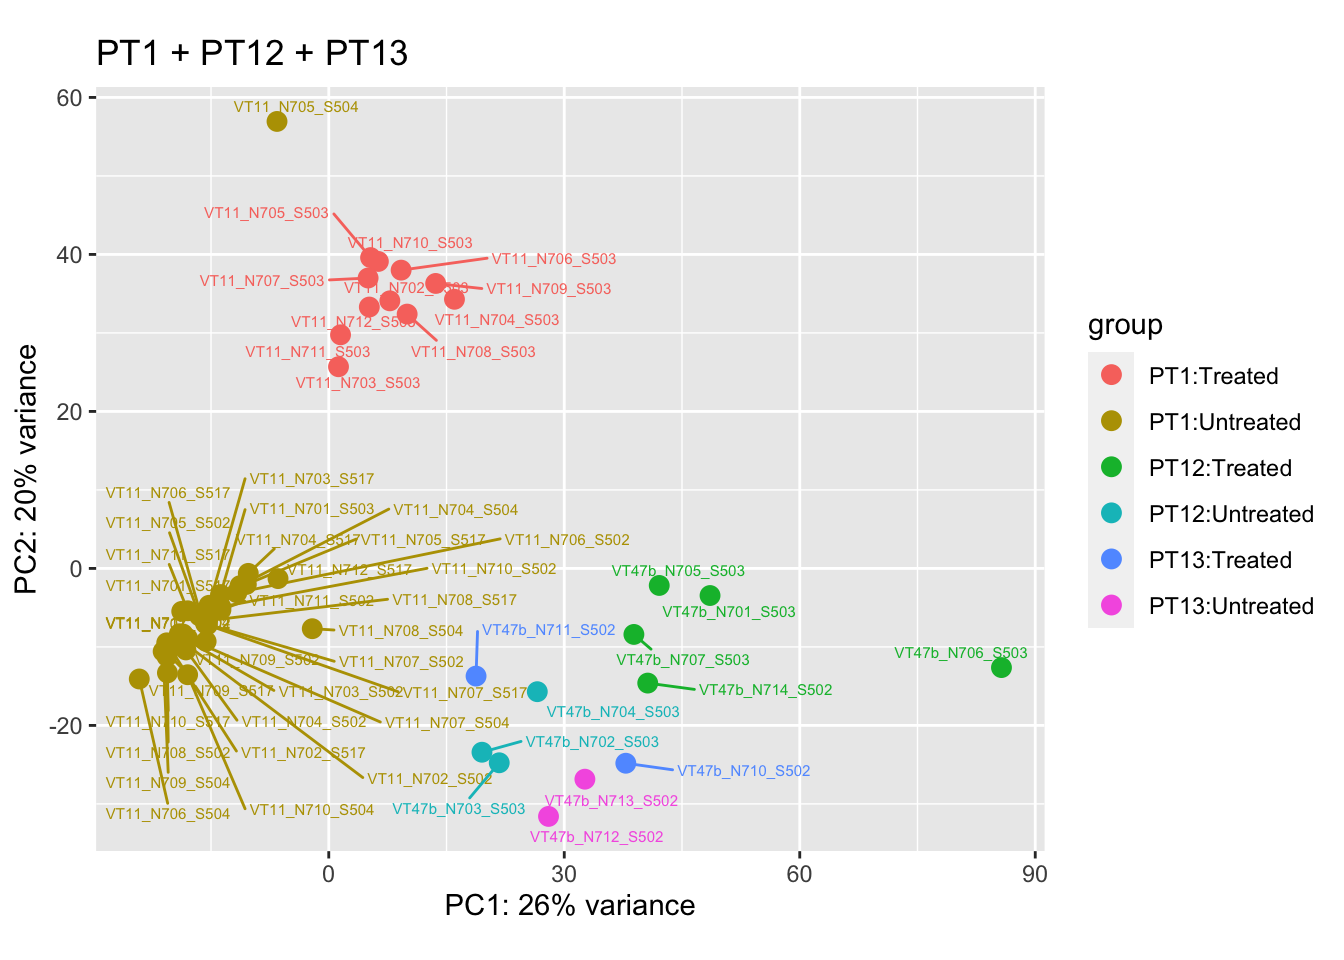 PT1 + PT12 + PT13
60
40
20
0
-20
PC2: 20% variance
VT11_N705_S504
VT11_N705_S503
VT11_N710_S503
VT11_N706_S503
VT11_N707_S503
VT11_N702_S503
VT11_N709_S503
VT11_N712_S503
VT11_N704_S503
VT11_N711_S503
VT11_N708_S503
VT11_N703_S503
VT11_N703_S517
VT11_N706_S517
VT11_N701_S503
VT11_N704_S504
VT11_N705_S502
VT11_N704_S517
VT11_N705_S517
VT11_N706_S502
VT11_N711_S517
VT11_N712_S517
VT11_N710_S502
VT11_N701_S517
VT11_N711_S502
VT11_N708_S517
VT11_N708_S504
VT11_N709_S502
VT11_N707_S502
VT11_N709_S517
VT11_N703_S502
VT11_N707_S517
VT11_N710_S517
VT11_N704_S502
VT11_N707_S504
VT11_N708_S502
VT11_N702_S517
VT11_N702_S502
VT11_N709_S504
VT11_N706_S504
VT11_N710_S504
VT47b_N705_S503
VT47b_N701_S503
VT47b_N711_S502
VT47b_N707_S503
VT47b_N706_S503
VT47b_N714_S502
VT47b_N704_S503
VT47b_N702_S503
VT47b_N710_S502
VT47b_N713_S502
VT47b_N703_S503
VT47b_N712_S502
0
30
60
90
PC1: 26% variance
group
PT1:Treated
PT1:Untreated
PT12:Treated
PT12:Untreated
PT13:Treated
PT13:Untreated